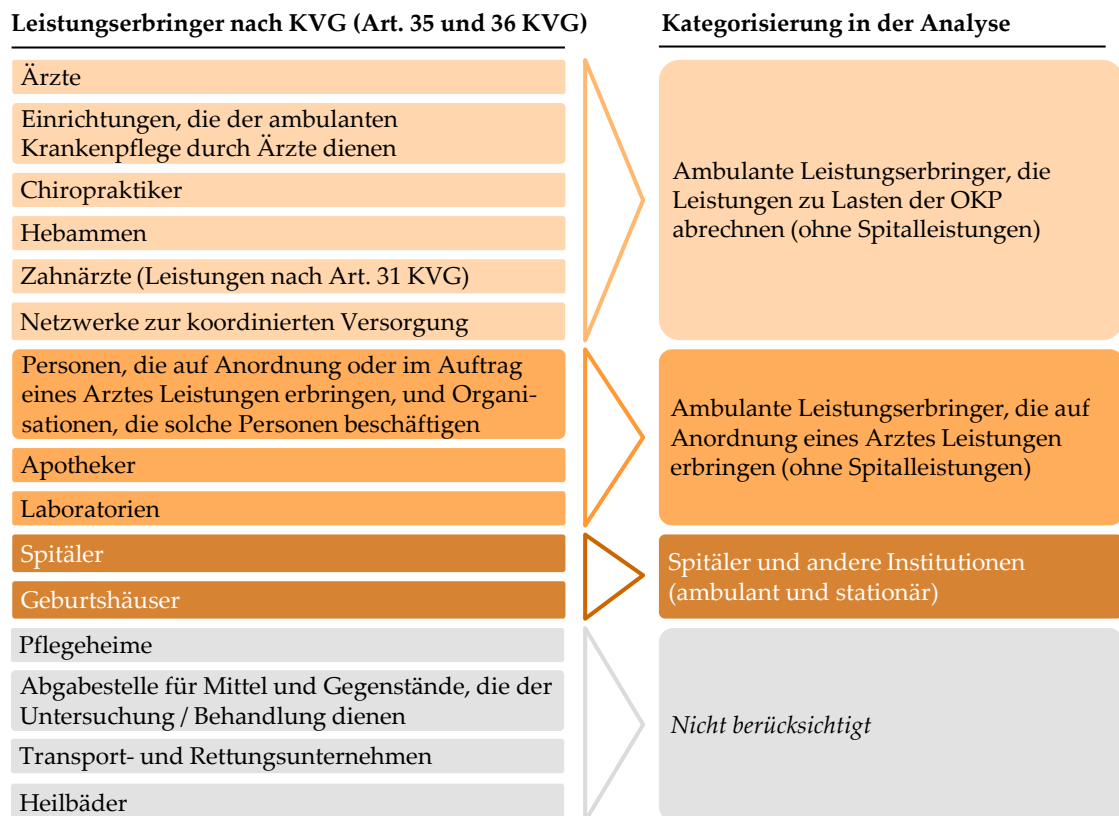 Leistungserbringer nach KVG (Art. 35 und 36 KVG)
Kategorisierung in der Analyse
Ärzte
Einrichtungen, die der ambulanten
Krankenpflege durch Ärzte dienen
Chiropraktiker
Hebammen
Zahnärzte (Leistungen nach Art. 31 KVG)
Netzwerke zur koordinierten Versorgung
Ambulante Leistungserbringer, die
Leistungen zu Lasten der OKP
abrechnen (ohne Spitalleistungen)
Personen, die auf Anordnung oder im Auftrag
eines Arztes Leistungen erbringen, und Organi-
sationen, die solche Personen beschäftigen
Apotheker
Laboratorien
Ambulante Leistungserbringer, die auf
Anordnung eines Arztes Leistungen
erbringen (ohne Spitalleistungen)
Spitäler
Geburtshäuser
Spitäler und andere Institutionen
(ambulant und stationär)
Pflegeheime
Abgabestelle für Mittel und Gegenstände, die der
Untersuchung / Behandlung dienen
Transport- und Rettungsunternehmen
Heilbäder
Nicht berücksichtigt